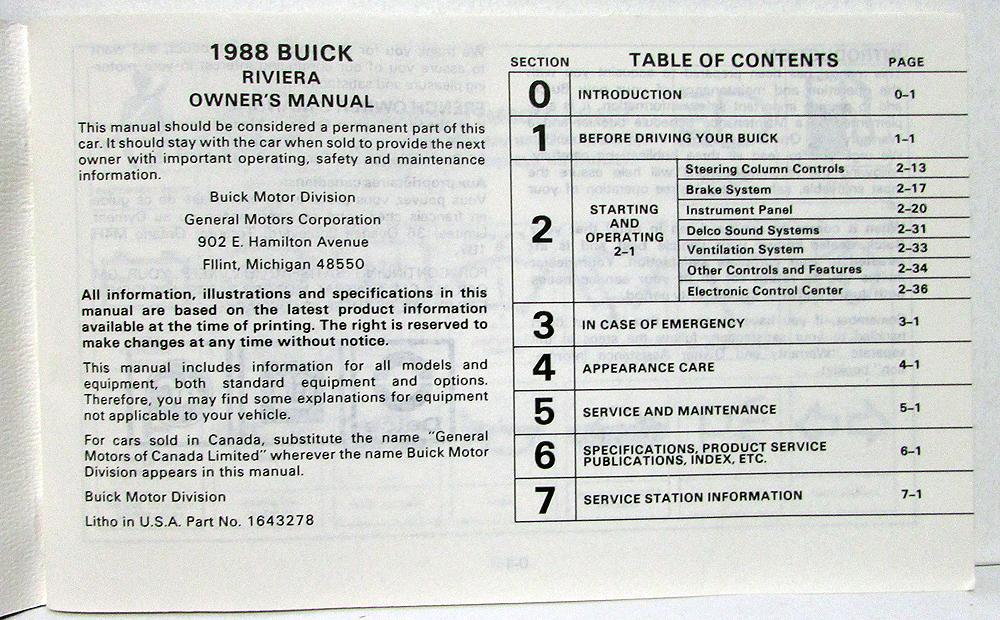 1988 BUICK
RIVIERA
OWNER'S MANUAL
This manual should be considered a permanent part of this
car. It should stay with the car when sold to provide the next
owner with important operating, safety and maintenance
information.
Buick Motor Division
General Motors Corporation
902 E. Hamilton Avenue
Fllint, Michigan 48550
All information, illustrations and specifications in this
manual are based on the latest product information
available at the time of printing. The right is reserved to
make changes at any time without notice.
This manual includes information for all models and
equipment, both standard equipment and options.
Therefore, you may find some explanations for equipment
not applicable to your vehicle.
For cars sold in Canada, substitute the name "General
Motors of Canada Limited" wherever the name Buick Motor
Division appears in this manual.
Buick Motor Division
Litho in U.S.A. Part No. 1643278
SECTION TABLE OF CONTENTS PAGE
0 INTRODUCTION 0-1
1 BEFORE DRIVING YOUR BUICK 1-1
2 STARTING
AND
OPERATING
2-1
Steering Column Controls 2-13
Brake System 2-17
Instrument Panel 2-20
Delco Sound Systems 2-31
Ventilation System 2-33
Other Controls and Features 2-34
Electronic Control Center 2-36
3 IN CASE OF EMERGENCY 3-1
4 APPEARANCE CARE 4-1
5 SERVICE AND MAINTENANCE 5-1
6 SPECIFICATIONS, PRODUCT SERVICE
PUBLICATIONS, INDEX, ETC. 6-1
7 SERVICE STATION INFORMATION 7-1